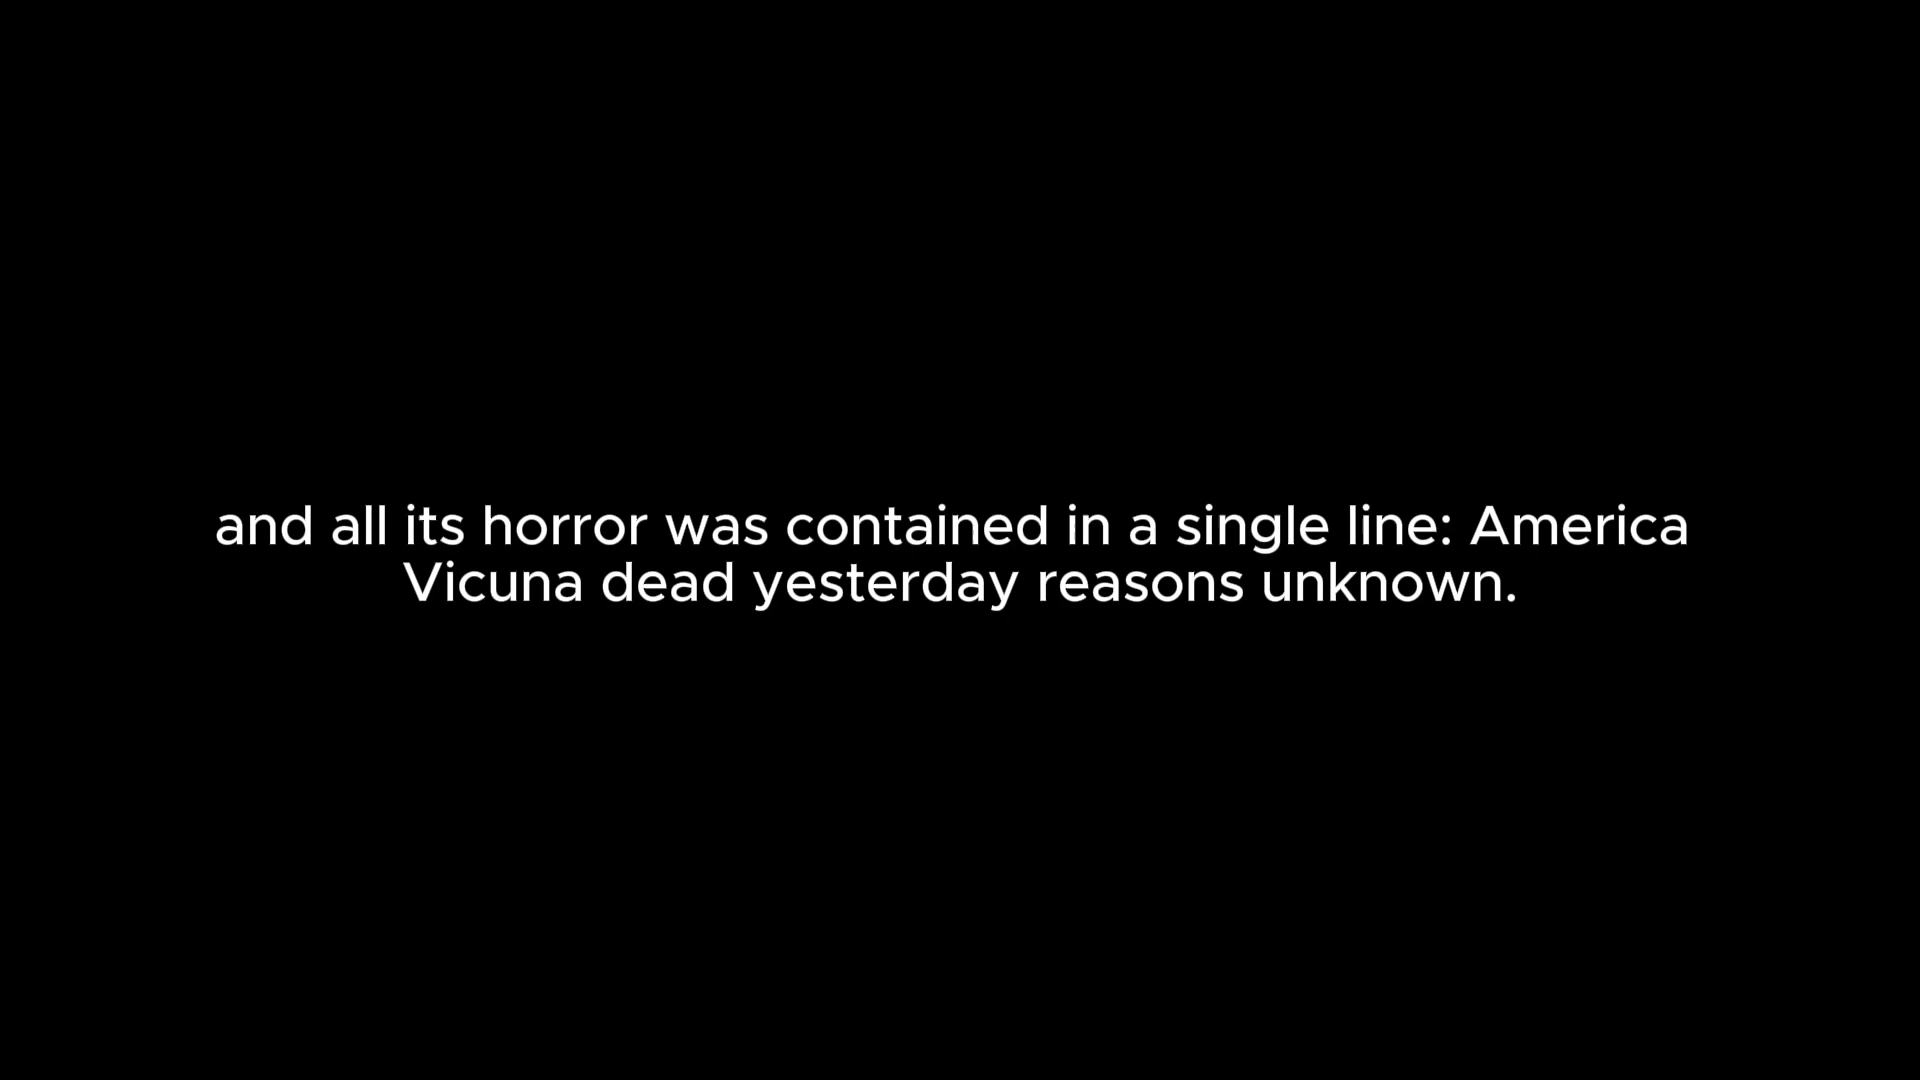 and all its horror was contained in a single line: America
Vicuna dead yesterday reasons unknown.